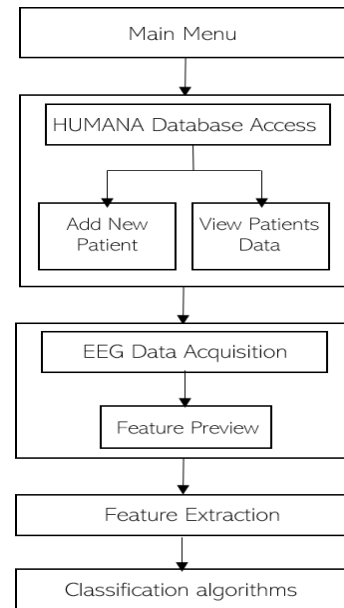 Main Menu
HUMANA Database Access
Add New
Patient
View Patients
Data
EEG Data Acquisition
Feature Preview
Feature Extraction
Classification algorithms